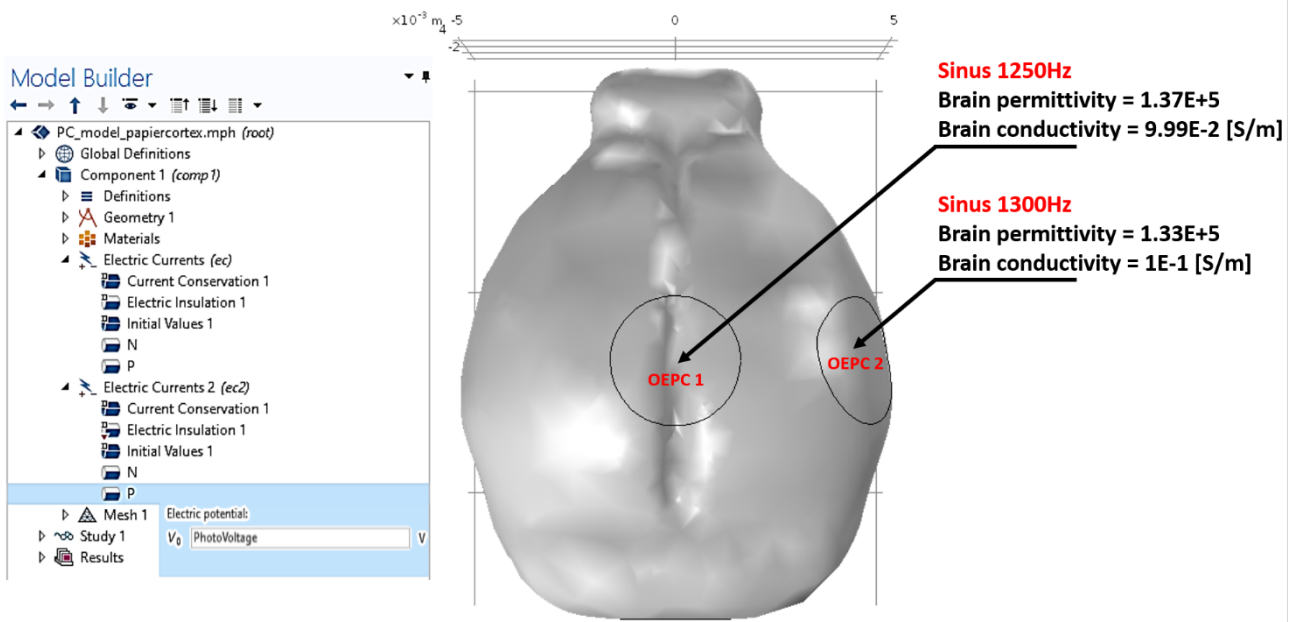 ×10⁻³ m -5 0 5
4
-2
Model Builder
PC_model_papiercortex.mph (root)
Global Definitions
Component 1 (comp1)
Definitions
Geometry 1
Materials
Electric Currents (ec)
Current Conservation 1
Electric Insulation 1
Initial Values 1
N
P
Electric Currents 2 (ec2)
Current Conservation 1
Electric Insulation 1
Initial Values 1
N
P
Mesh 1
Electric potential:
Study 1
V₀ PhotoVoltage V
Results
Sinus 1250Hz
Brain permittivity = 1.37E+5
Brain conductivity = 9.99E-2 [S/m]
Sinus 1300Hz
Brain permittivity = 1.33E+5
Brain conductivity = 1E-1 [S/m]
OEPC 1
OEPC 2